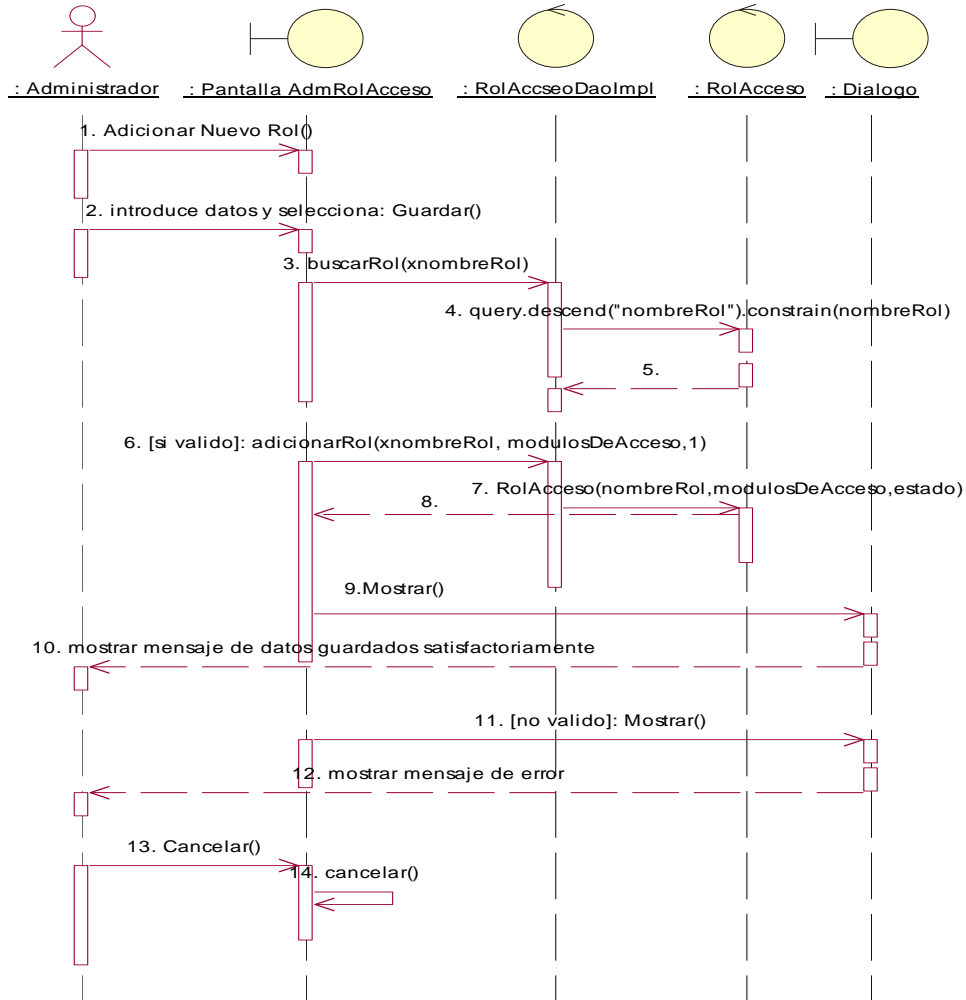 : Administrador
: Pantalla AdmRolAcceso
: RolAccseoDaoImpl
: RolAcceso
: Dialogo
1. Adicionar Nuevo Rol()
2. introduce datos y selecciona: Guardar()
3. buscarRol(xnombreRol)
4. query.descend("nombreRol").constrain(nombreRol)
5.
6. [si valido]: adicionarRol(xnombreRol, modulosDeAcceso,1)
7. RolAcceso(nombreRol,modulosDeAcceso,estado)
8.
9.Mostrar()
10. mostrar mensaje de datos guardados satisfactoriamente
11. [no valido]: Mostrar()
12. mostrar mensaje de error
13. Cancelar()
14. cancelar()